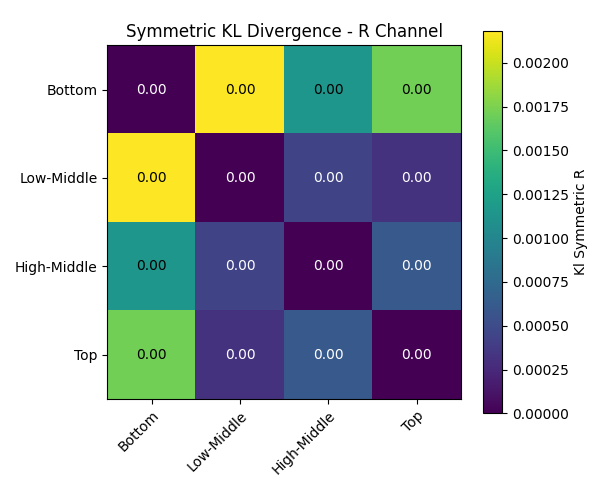 Symmetric KL Divergence - R Channel
Bottom
0.00 0.00 0.00 0.00
Low-Middle
0.00 0.00 0.00 0.00
High-Middle
0.00 0.00 0.00 0.00
Top
0.00 0.00 0.00 0.00
Bottom
Low-Middle
High-Middle
Top
0.00200
0.00175
0.00150
0.00125
0.00100
0.00075
0.00050
0.00025
0.00000
Kl Symmetric R